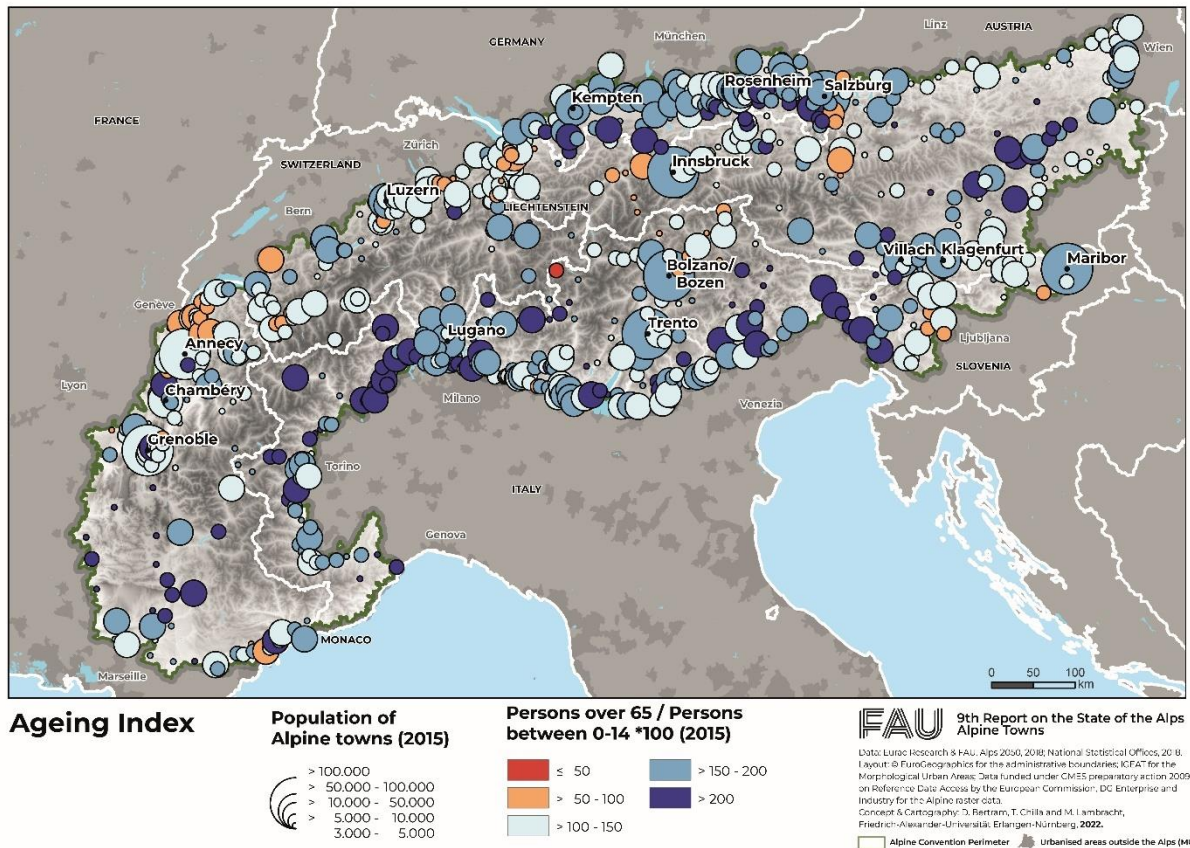 Linz
AUSTRIA
GERMANY
München
Wien
Rosenheim
Salzburg
Kempten
FRANCE
Zürich
SWITZERLAND
Innsbruck
Luzern
LIECHTENSTEIN
Bern
Villach
Klagenfurt
Maribor
Bolzano/
Bozen
Genève
Lugano
Trento
Ljubljana
Annecy
SLOVENIA
Lyon
Chambéry
Milano
Venezia
Grenoble
Torino
ITALY
Genova
MONACO
Marseille
0 50 100
km
Ageing Index
Population of
Alpine towns (2015)
> 100.000
> 50.000 - 100.000
> 10.000 - 50.000
> 5.000 - 10.000
3.000 - 5.000
Persons over 65 / Persons
between 0-14 *100 (2015)
≤ 50
> 50-100
> 100 - 150
> 150 - 200
> 200
FAU
9th Report on the State of the Alps
Alpine Towns
Data: Eurac Research & FAU, Alps 2050, 2018; National Statistical Offices, 2018.
Layout: © EuroGeographics for the administrative boundaries; for the
Morphological Urban Areas; Data funded under GMES preparatory action 2009
on Reference Data Access by the European Commission, DG Enterprise and
Industry for the Alpine raster data.
Concept & Cartography: D. Bertram, T. Chilla and M. Lambracht,
Friedrich-Alexander-Universität Erlangen-Nürnberg, 2022.
Alpine Convention Perimeter
Urbanised areas outside the Alps